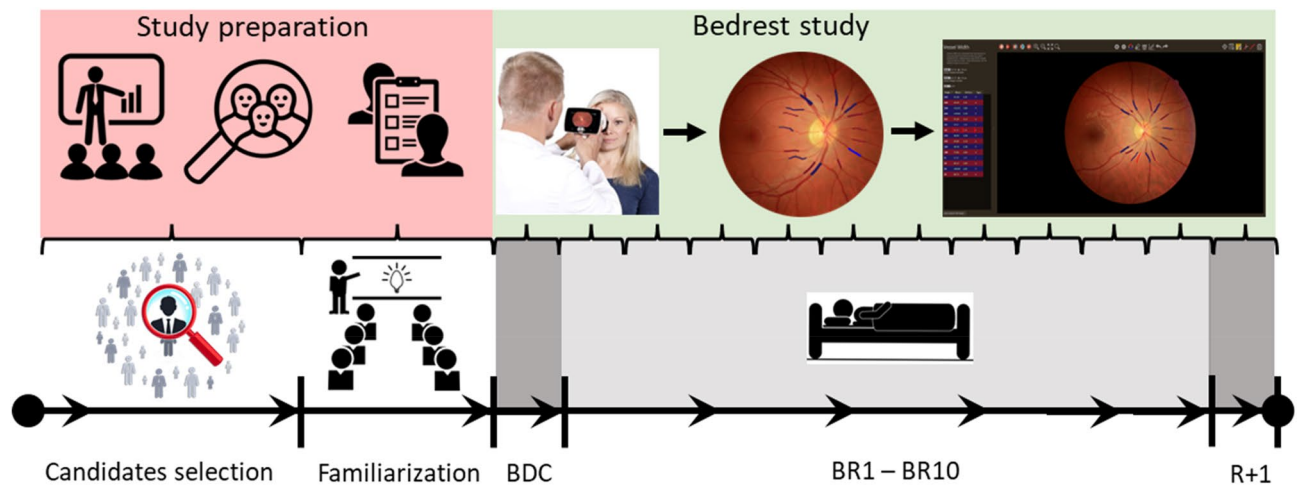 Study preparation
Bedrest study
Vessel Width
Candidates selection
Familiarization
BDC
BR1 – BR10
R+1